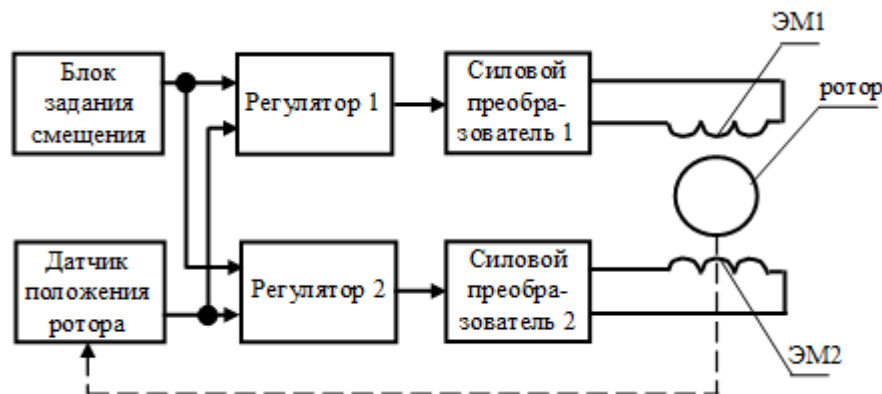 ЭМ1
Блок
задания
смещения
Регулятор 1
Силовой
преобра-
зователь 1
ротор
Датчик
положения
ротора
Регулятор 2
Силовой
преобра-
зователь 2
ЭМ2